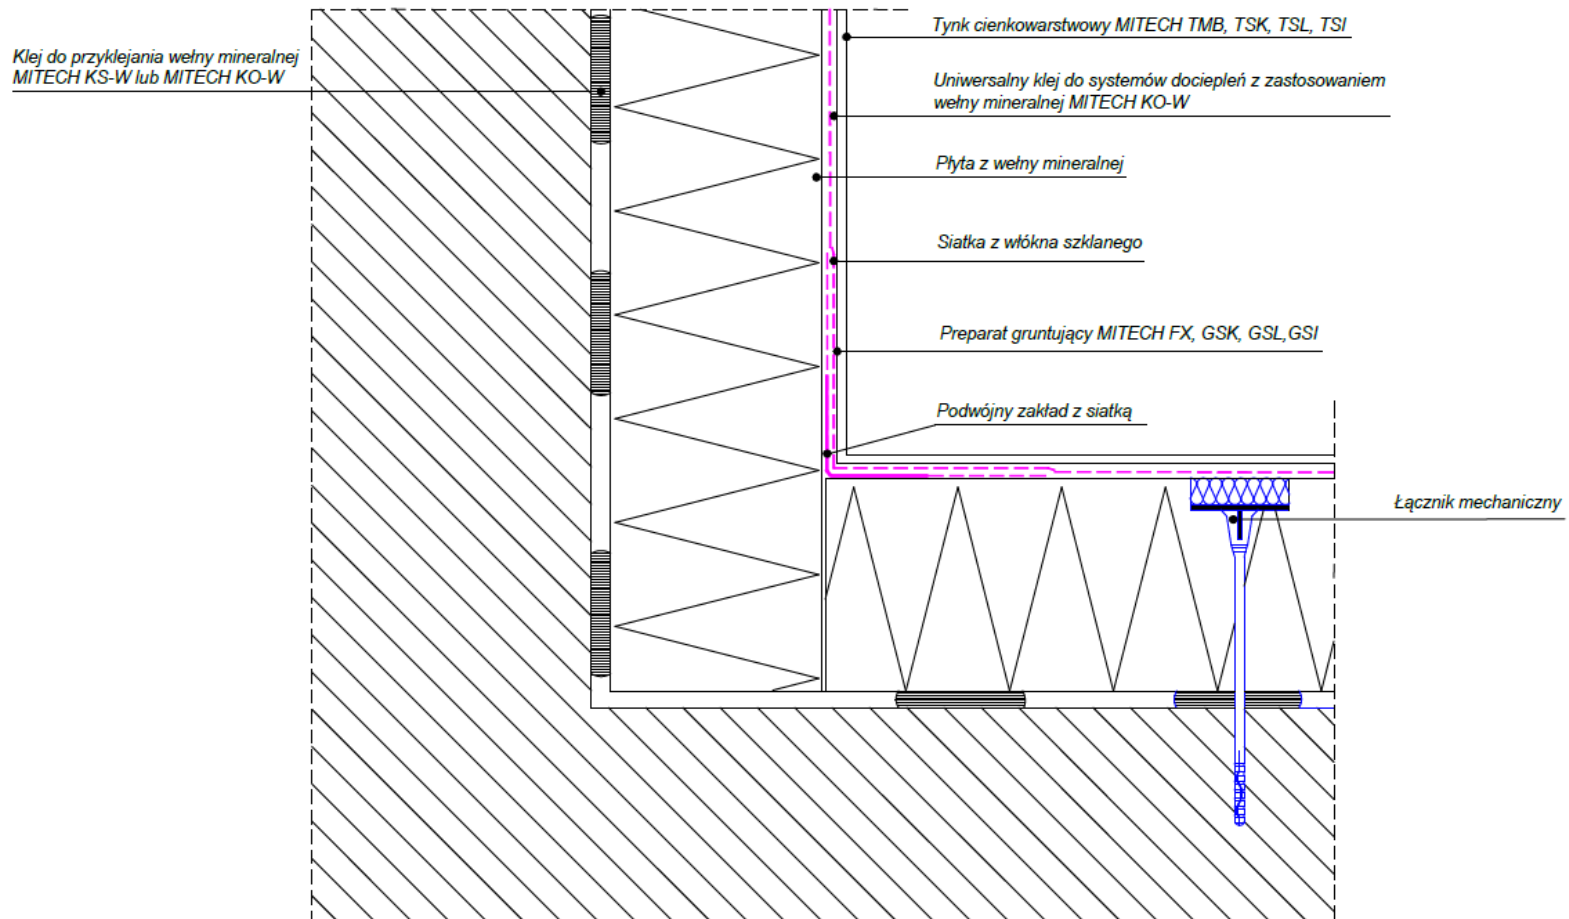 Tynk cienkowarstwowy MITECH TMB, TSK, TSL, TSI
Klej do przyklejania wełny mineralnej
MITECH KS-W lub MITECH KO-W
Uniwersalny klej do systemów dociepleń z zastosowaniem
wełny mineralnej MITECH KO-W
Płyta z wełny mineralnej
Siatka z włókna szklanego
Preparat gruntujący MITECH FX, GSK, GSL,GSI
Podwójny zakład z siatką
Łącznik mechaniczny